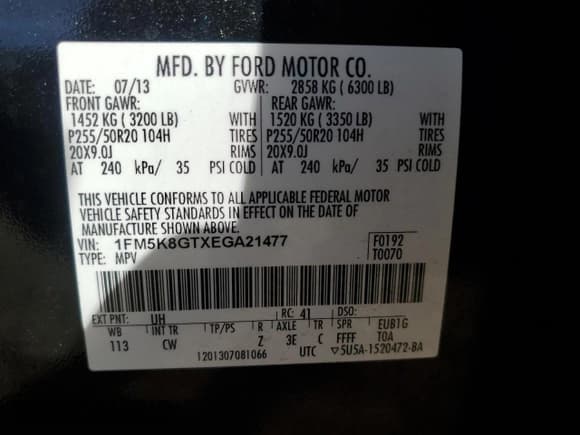 MFD. BY FORD MOTOR CO.
DATE: 07/13 GVWR: 2858 KG ( 6300 LB)
FRONT GAWR: REAR GAWR:
1452 KG ( 3200 LB) WITH 1520 KG ( 3350 LB) WITH
P255/50R20 104H TIRES P255/50R20 104H TIRES
20X9.0J RIMS 20X9.0J RIMS
AT 240 kPa/ 35 PSI COLD AT 240 kPa/ 35 PSI COLD
THIS VEHICLE CONFORMS TO ALL APPLICABLE FEDERAL MOTOR
VEHICLE SAFETY STANDARDS IN EFFECT ON THE DATE OF
MANUFACTURE SHOWN ABOVE.
VIN: 1FM5K8GTXEGA21477 F0192
TYPE: MPV T0070
EXT PNT: UH RC: 41 DSO:
WB INT TR TP/PS R AXLE TR SPR EUB1G
113 CW Z 3E C FFFF TOA
1201307081066 UTC ▽5U5A-1520472-BA